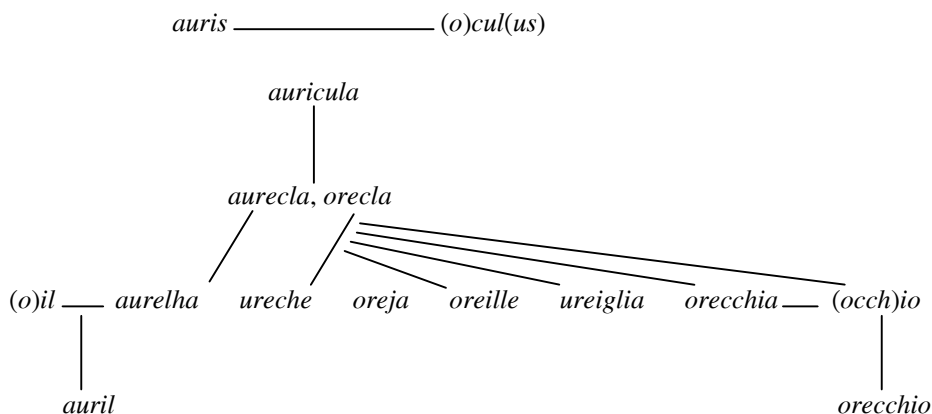 auris (o)cul(us)
auricula
aurecla, orecla
(o)il aurelha ureche oreja oreille ureiglia orecchia (occh)io
auril orecchio